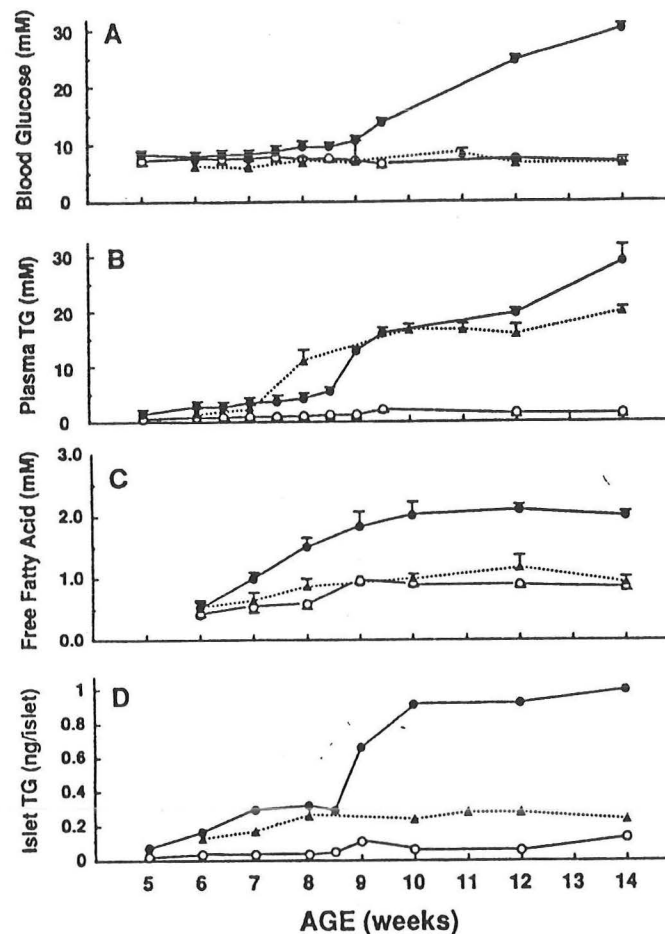 A
Blood Glucose (mM)
30
20
10
0
B
Plasma TG (mM)
30
20
10
0
C
Free Fatty Acid (mM)
3.0
2.0
1.0
0.0
D
Islet TG (ng/islet)
1
0.8
0.6
0.4
0.2
0
5 6 7 8 9 10 11 12 13 14
AGE (weeks)